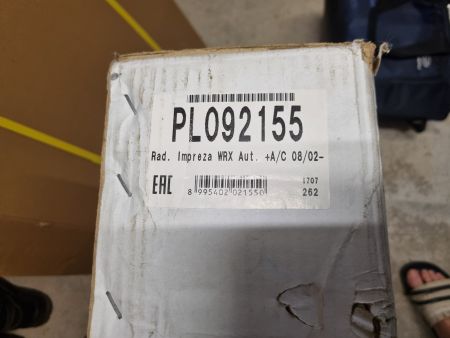 PL092155
Rad. Impreza WRX Aut. +A/C 08/02-
EAC
8 995402 021550
1707
262